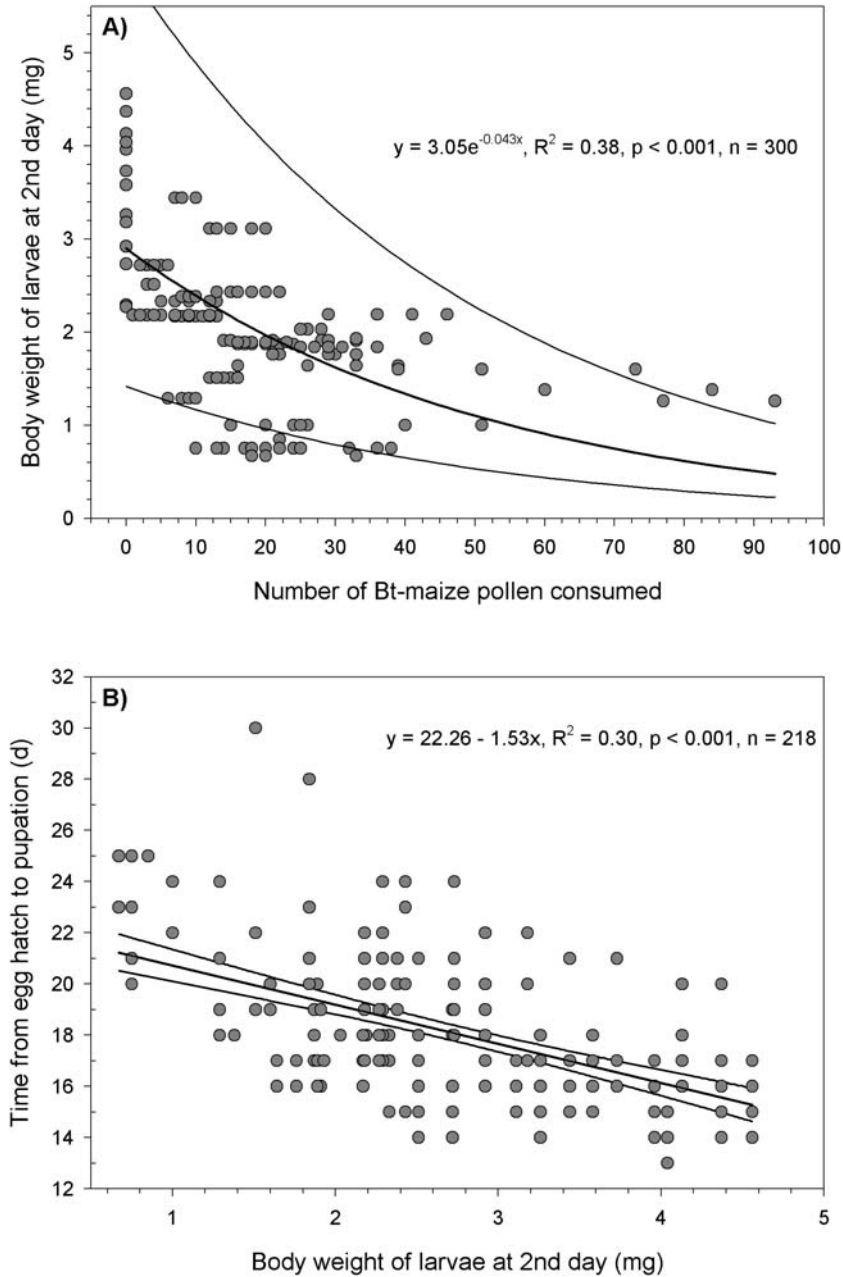 A)
y = 3.05e^-0.043x, R² = 0.38, p < 0.001, n = 300
Body weight of larvae at 2nd day (mg)
5
4
3
2
1
0
0 10 20 30 40 50 60 70 80 90 100
Number of Bt-maize pollen consumed
B)
y = 22.26 - 1.53x, R² = 0.30, p < 0.001, n = 218
Time from egg hatch to pupation (d)
32
30
28
26
24
22
20
18
16
14
12
1 2 3 4 5
Body weight of larvae at 2nd day (mg)